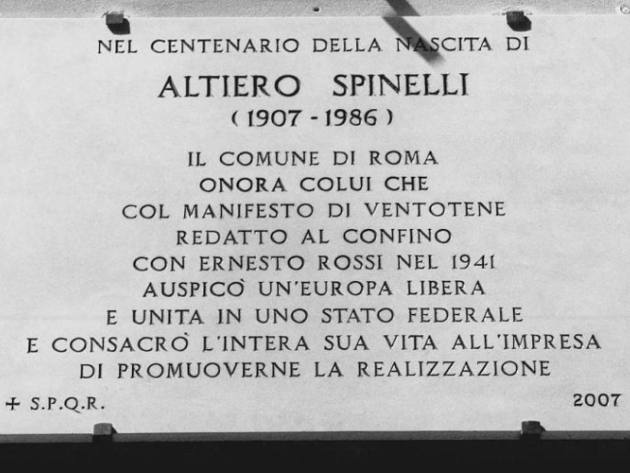 NEL CENTENARIO DELLA NASCITA DI
ALTIERO SPINELLI
( 1907 - 1986 )
IL COMUNE DI ROMA
ONORA COLUI CHE
COL MANIFESTO DI VENTOTENE
REDATTO AL CONFINO
CON ERNESTO ROSSI NEL 1941
AUSPICÒ UN'EUROPA LIBERA
E UNITA IN UNO STATO FEDERALE
E CONSACRÒ L'INTERA SUA VITA ALL'IMPRESA
DI PROMUOVERNE LA REALIZZAZIONE
+ S.P.Q.R. 2007